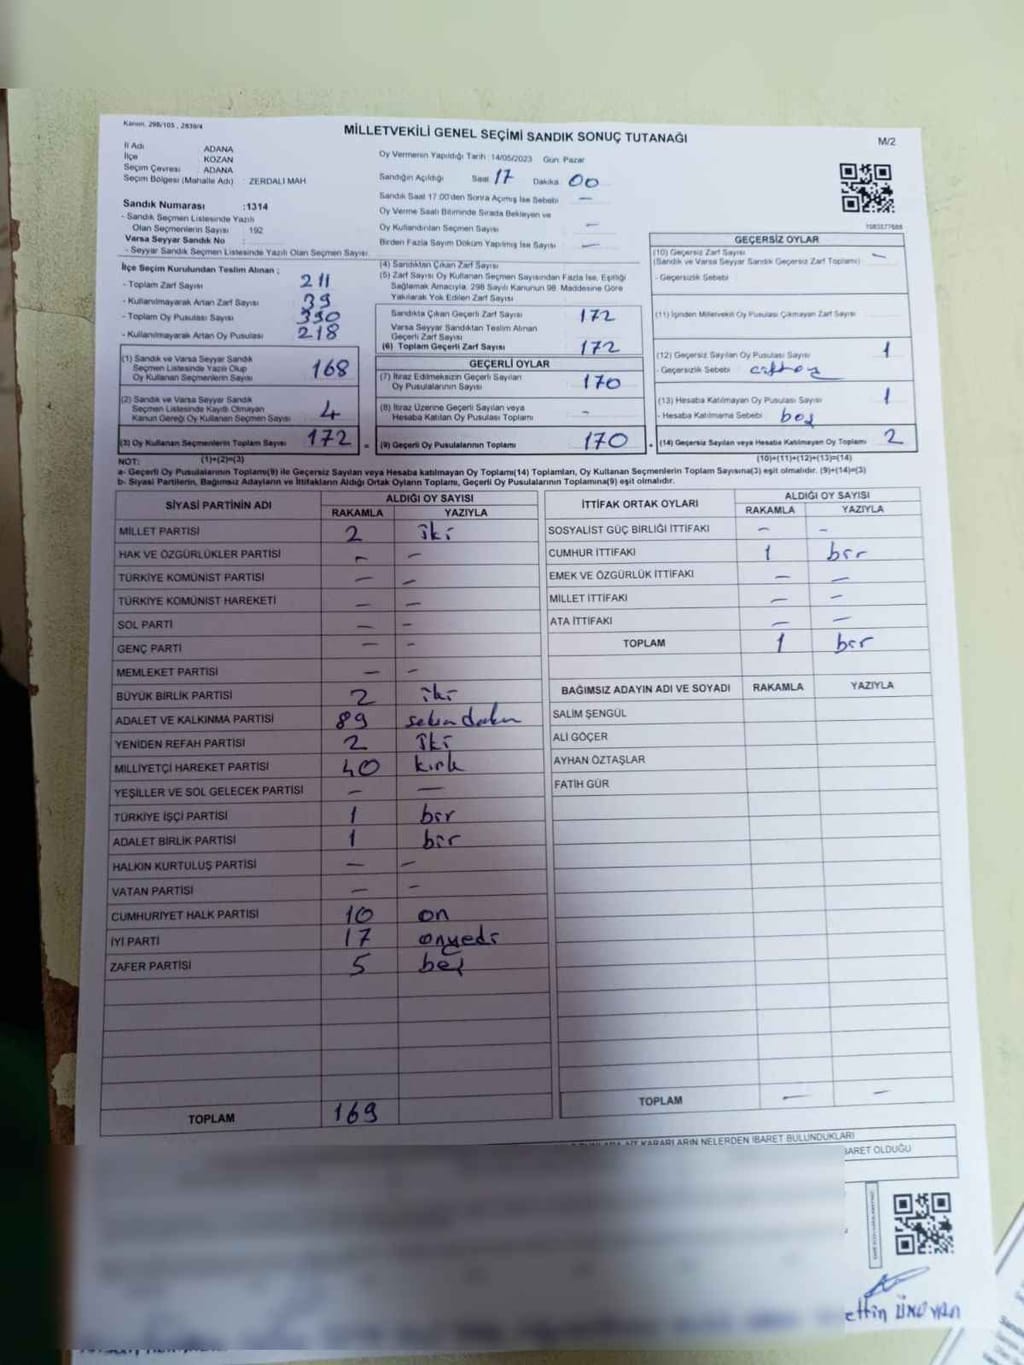 Kanun. 298/105 , 2839/4
MİLLETVEKİLİ GENEL SEÇİMİ SANDIK SONUÇ TUTANAĞI
M/2
İl Adı : ADANA
İlçe : KOZAN
Seçim Çevresi : ADANA
Seçim Bölgesi (Mahalle Adı) : ZERDALİ MAH
Sandık Numarası :1314
- Sandık Seçmen Listesinde Yazılı
Olan Seçmenlerin Sayısı : 192
Varsa Seyyar Sandık No :
- Seyyar Sandık Seçmen Listesinde Yazılı Olan Seçmen Sayısı:
Oy Vermenin Yapıldığı Tarih :14/05/2023 Gün: Pazar
Sandığın Açıldığı Saat 17 Dakika 00
Sandık Saat 17.00'den Sonra Açımış İse Sebebi —
Oy Verme Saati Bitiminde Sırada Bekleyen ve
Oy Kullandırılan Seçmen Sayısı —
Birden Fazla Sayım Döküm Yapılmış İse Sayısı —
İlçe Seçim Kurulundan Teslim Alınan ;
- Toplam Zarf Sayısı 211
- Kullanılmayarak Artan Zarf Sayısı 39
- Toplam Oy Pusulası Sayısı 390
- Kullanılmayarak Artan Oy Pusulası 218
(1) Sandık ve Varsa Seyyar Sandık
Seçmen Listesinde Yazılı Olup
Oy Kullanan Seçmenlerin Sayısı 168
(2) Sandık ve Varsa Seyyar Sandık
Seçmen Listesinde Kayıtlı Olmayan
Kanun Gereği Oy Kullanan Seçmen Sayısı 4
(3) Oy Kullanan Seçmenlerin Toplam Sayısı 172
(1)+(2)=(3)
(4) Sandıktan Çıkan Zarf Sayısı
(5) Zarf Sayısı Oy Kullanan Seçmen Sayısından Fazla İse, Eşitliği
Sağlamak Amacıyla, 298 Sayılı Kanunun 98. Maddesine Göre
Yakılarak Yok Edilen Zarf Sayısı
Sandıkta Çıkan Geçerli Zarf Sayısı 172
Varsa Seyyar Sandıktan Teslim Alınan
Geçerli Zarf Sayısı
(6) Toplam Geçerli Zarf Sayısı 172
GEÇERLİ OYLAR
(7) İtiraz Edilmeksizin Geçerli Sayılan
Oy Pusulalarının Sayısı 170
(8) İtiraz Üzerine Geçerli Sayılan veya
Hesaba Katılan Oy Pusulası Toplamı -
= (9) Geçerli Oy Pusulalarının Toplamı 170
GEÇERSİZ OYLAR
(10) Geçersiz Zarf Sayısı —
(Sandık ve Varsa Seyyar Sandık Geçersiz Zarf Toplamı)
- Geçersizlik Sebebi
(11) İçinden Milletvekili Oy Pusulası Çıkmayan Zarf Sayısı
(12) Geçersiz Sayılan Oy Pusulası Sayısı 1
- Geçersizlik Sebebi
(13) Hesaba Katılmayan Oy Pusulası Sayısı 1
- Hesaba Katılmama Sebebi boş
+ (14) Geçersiz Sayılan veya Hesaba Katılmayan Oy Toplamı 2
(10)+(11)+(12)+(13)=(14)
NOT:
a- Geçerli Oy Pusulalarının Toplamı(9) ile Geçersiz Sayılan veya Hesaba katılmayan Oy Toplamı(14) Toplamları, Oy Kullanan Seçmenlerin Toplam Sayısına(3) eşit olmalıdır. (9)+(14)=(3)
b- Siyasi Partilerin, Bağımsız Adayların ve İttifakların Aldığı Ortak Oyların Toplamı, Geçerli Oy Pusulalarının Toplamına(9) eşit olmalıdır.
SİYASİ PARTİNİN ADI ALDIĞI OY SAYISI
RAKAMLA YAZIYLA
MİLLET PARTİSİ 2 iki
HAK VE ÖZGÜRLÜKLER PARTİSİ — —
TÜRKİYE KOMÜNİST PARTİSİ — —
TÜRKİYE KOMÜNİST HAREKETİ — —
SOL PARTİ — —
GENÇ PARTİ — —
MEMLEKET PARTİSİ — —
BÜYÜK BİRLİK PARTİSİ 2 iki
ADALET VE KALKINMA PARTİSİ 89
YENİDEN REFAH PARTİSİ 2 iki
MİLLİYETÇİ HAREKET PARTİSİ 40 kırk
YEŞİLLER VE SOL GELECEK PARTİSİ — —
TÜRKİYE İŞÇİ PARTİSİ 1 bir
ADALET BİRLİK PARTİSİ 1 bir
HALKIN KURTULUŞ PARTİSİ — —
VATAN PARTİSİ — —
CUMHURİYET HALK PARTİSİ 10 on
İYİ PARTİ 17 onyedi
ZAFER PARTİSİ 5 beş
TOPLAM 169
İTTİFAK ORTAK OYLARI ALDIĞI OY SAYISI
RAKAMLA YAZIYLA
SOSYALİST GÜÇ BİRLİĞİ İTTİFAKI — —
CUMHUR İTTİFAKI 1 bir
EMEK VE ÖZGÜRLÜK İTTİFAKI — —
MİLLET İTTİFAKI — —
ATA İTTİFAKI — —
TOPLAM 1 bir
BAĞIMSIZ ADAYIN ADI VE SOYADI RAKAMLA YAZIYLA
SALİM ŞENGÜL
ALİ GÖÇER
AYHAN ÖZTAŞLAR
FATİH GÜR
TOPLAM — —
KARARLARIN NELERDEN İBARET BULUNDUKLARI
İBARET OLDUĞU